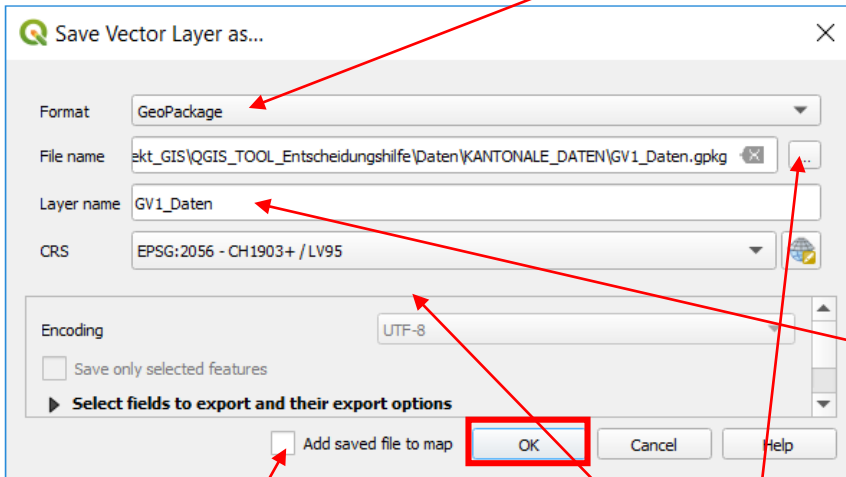 Save Vector Layer as...
Format GeoPackage
File name ekt_GIS\QGIS_TOOL_Entscheidungshilfe\Daten\KANTONALE_DATEN\GV1_Daten.gpkg ...
Layer name GV1_Daten
CRS EPSG:2056 - CH1903+ / LV95
Encoding UTF-8
Save only selected features
Select fields to export and their export options
Add saved file to map OK Cancel Help